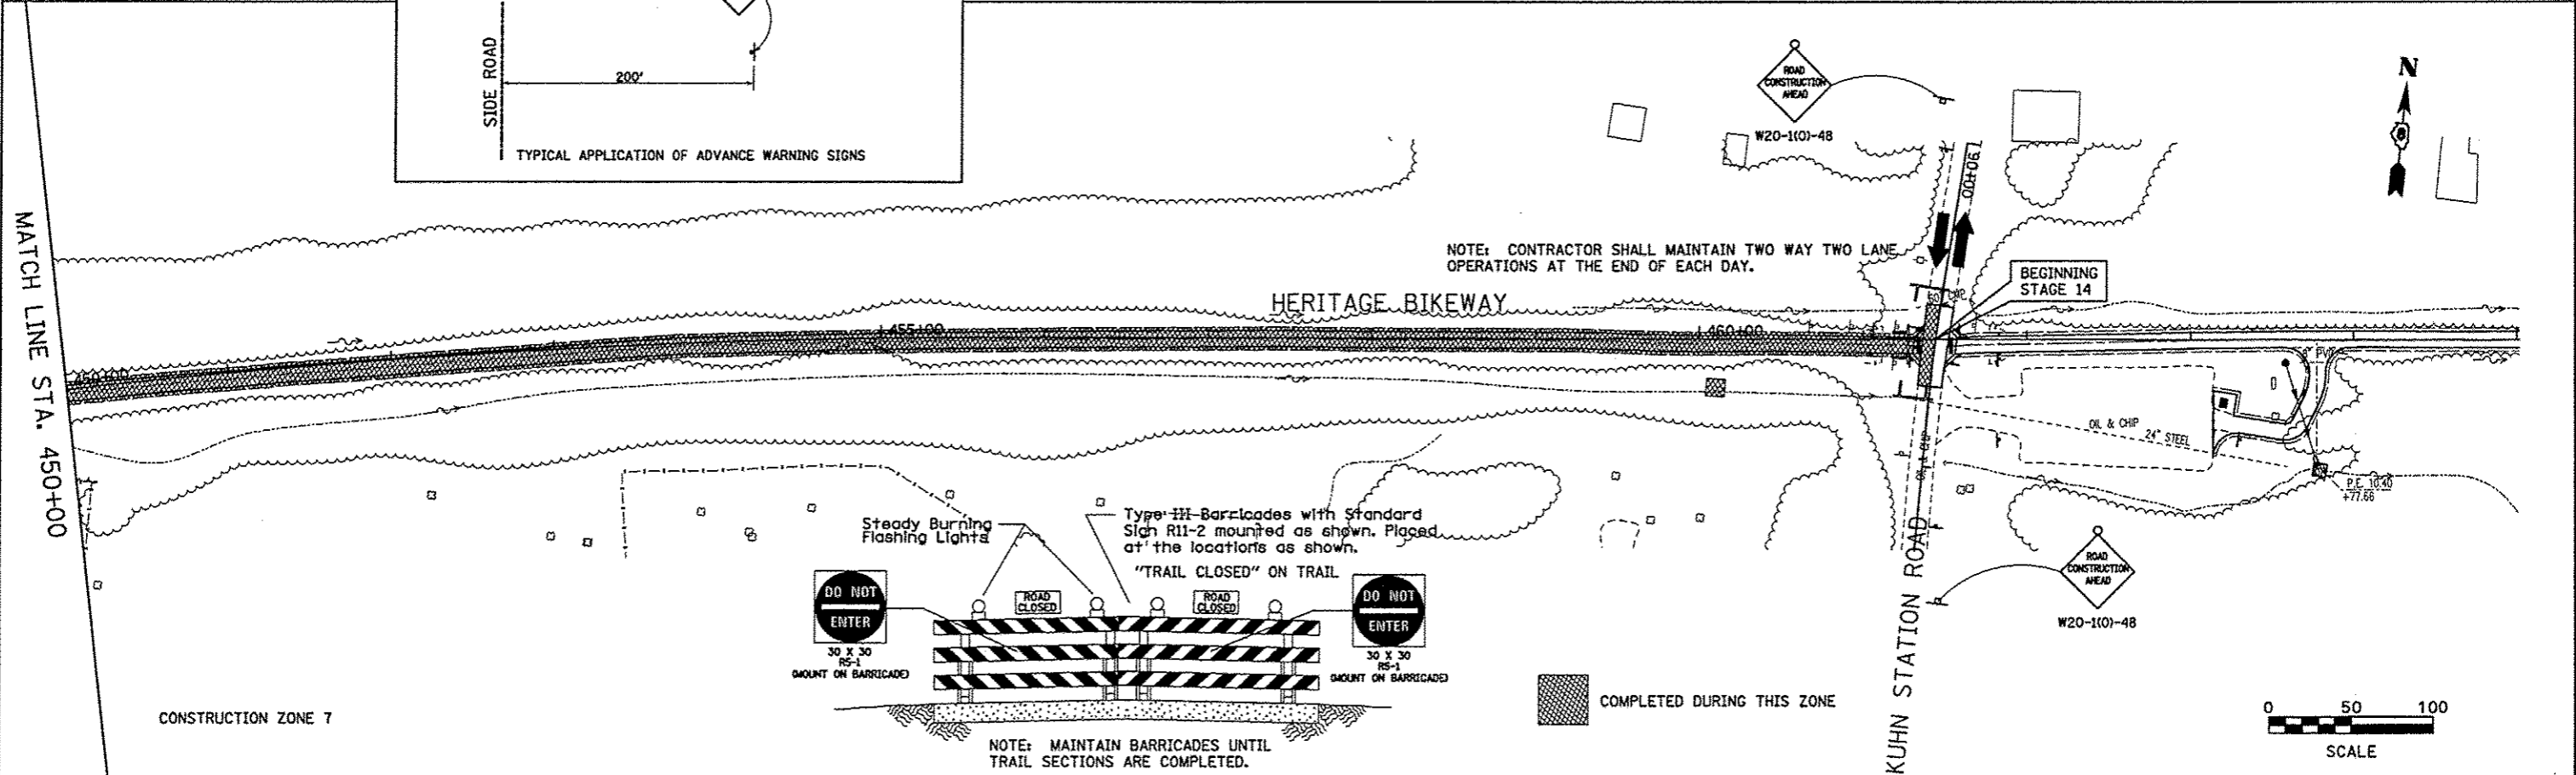 SIDE ROAD
200'
TYPICAL APPLICATION OF ADVANCE WARNING SIGNS
ROAD
CONSTRUCTION
AHEAD
W20-1(O)-48
N
90+00
NOTE: CONTRACTOR SHALL MAINTAIN TWO WAY TWO LANE
OPERATIONS AT THE END OF EACH DAY.
BEGINNING
STAGE 14
HERITAGE BIKEWAY
MATCH LINE STA. 450+00
455+00
460+00
OIL & CHIP
24" STEEL
P.E. 10.40
+77.66
Steady Burning
Flashing Lights
Type III Barricades with Standard
Sign R11-2 mounted as shown. Placed
at the locations as shown.
"TRAIL CLOSED" ON TRAIL
DO NOT
ENTER
30 X 30
R5-1
(MOUNT ON BARRICADE)
ROAD
CLOSED
ROAD
CLOSED
DO NOT
ENTER
30 X 30
R5-1
(MOUNT ON BARRICADE)
ROAD
CONSTRUCTION
AHEAD
W20-1(O)-48
KUHN STATION ROAD
CONSTRUCTION ZONE 7
NOTE: MAINTAIN BARRICADES UNTIL
TRAIL SECTIONS ARE COMPLETED.
COMPLETED DURING THIS ZONE
0 50 100
SCALE